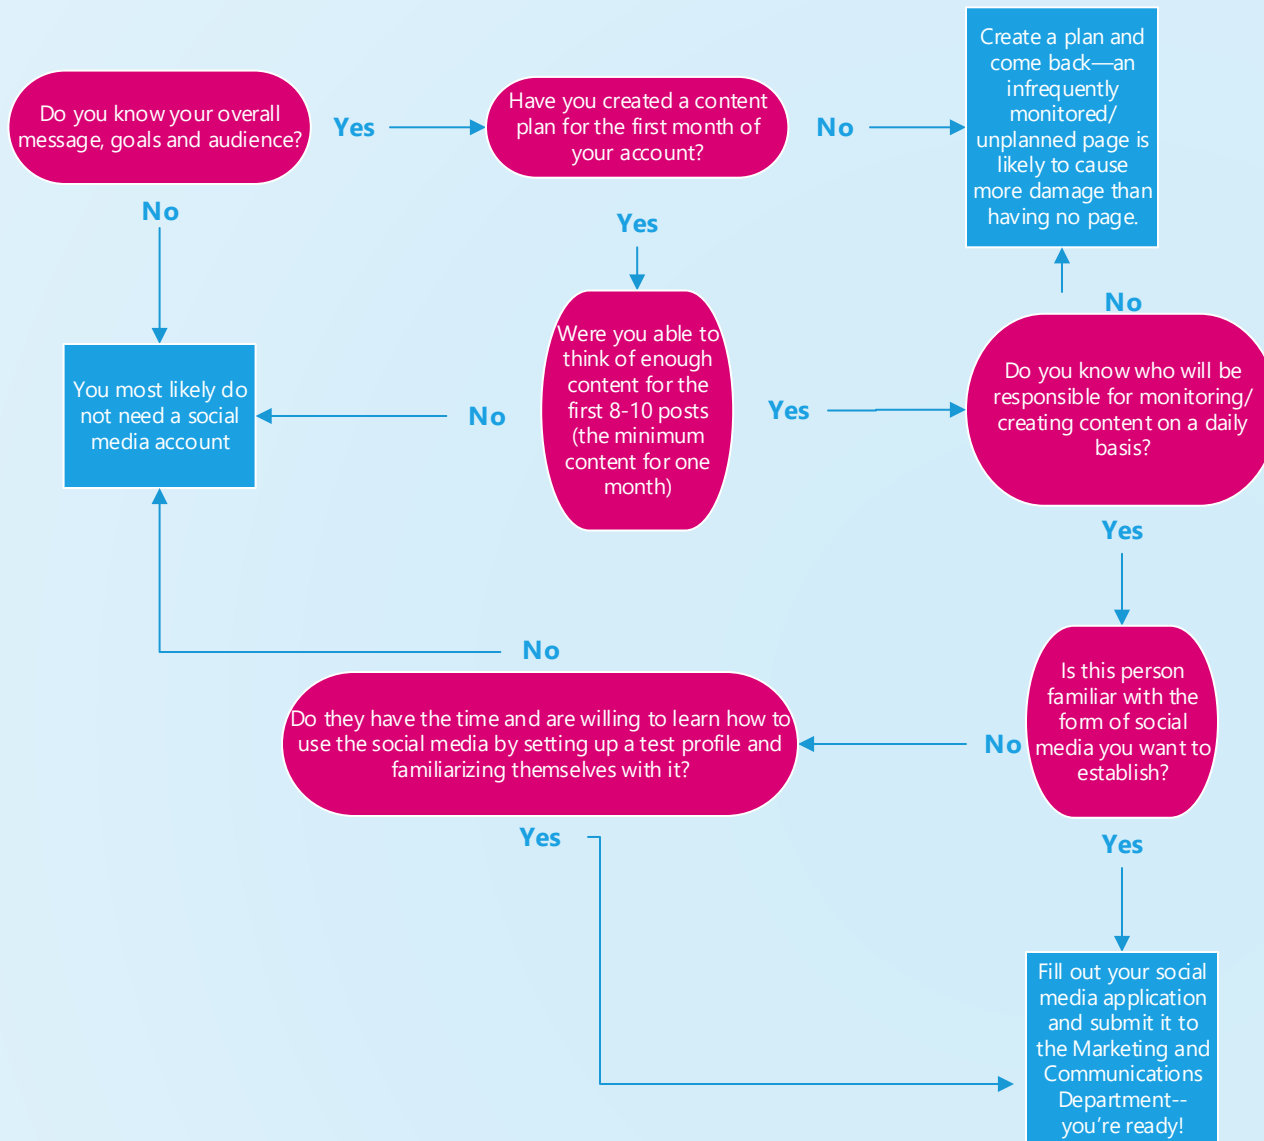 Do you know your overall
message, goals and audience?
Yes
Have you created a content
plan for the first month of
your account?
No
Create a plan and
come back—an
infrequently
monitored/
unplanned page is
likely to cause
more damage than
having no page.
No
Yes
Were you able to
think of enough
content for the
first 8-10 posts
(the minimum
content for one
month)
No
You most likely do
not need a social
media account
Yes
No
Do you know who will be
responsible for monitoring/
creating content on a daily
basis?
Yes
Is this person
familiar with the
form of social
media you want to
establish?
No
No
Do they have the time and are willing to learn how to
use the social media by setting up a test profile and
familiarizing themselves with it?
Yes
Yes
Fill out your social
media application
and submit it to
the Marketing and
Communications
Department--
you're ready!